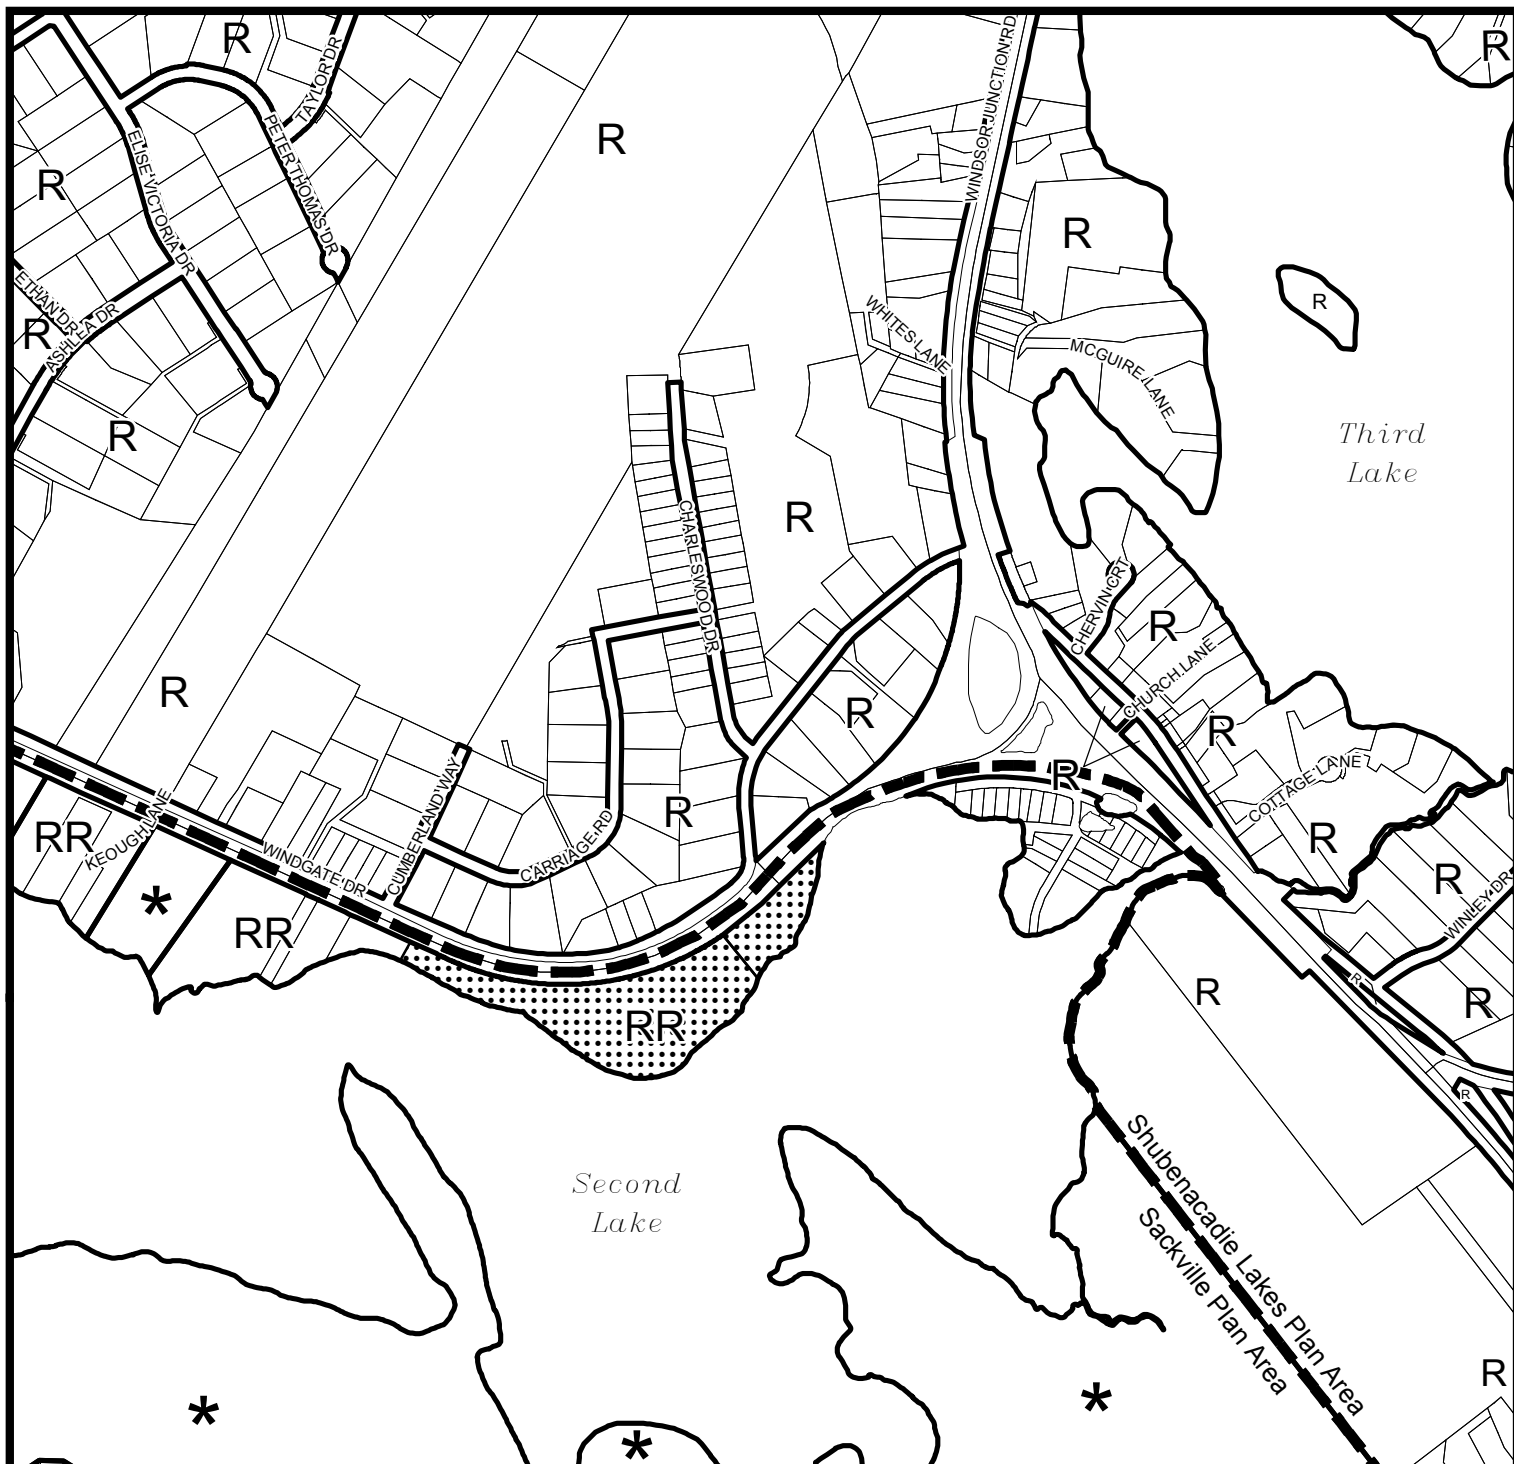 R
R
R
TAYLOR DR
WINDSOR JUNCTION RD
PETER THOMAS DR
ELISE VICTORIA DR
R
R
R
ETHAN DR
ASHLEA DR
R
R
WHITES LANE
MCGUIRE LANE
R
Third
Lake
CHARLESWOOD DR
R
CHERVIN CRT
R
CHURCH LANE
R
R
R
R
COTTAGE LANE
R
CUMBERLAND WAY
KEOUGH LANE
RR
WINDGATE DR
CARRIAGE RD
R
R
R
WINLEY DR
*
RR
R
R
R
RR
R
Shubenacadie Lakes Plan Area
Sackville Plan Area
Second
Lake
R
*
*
*